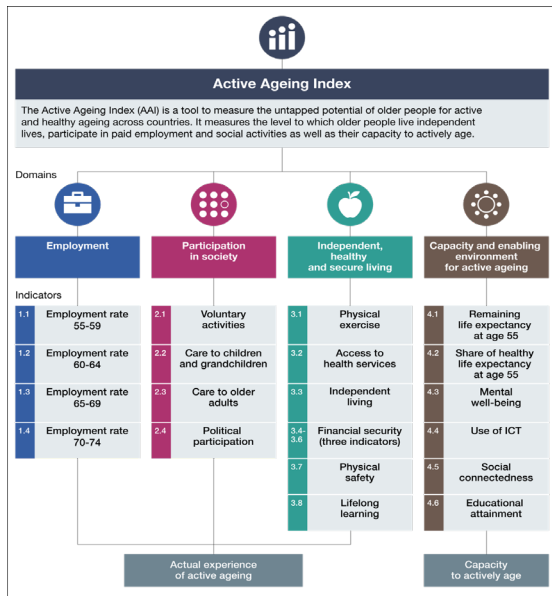 Active Ageing Index
The Active Ageing Index (AAI) is a tool to measure the untapped potential of older people for active
and healthy ageing across countries. It measures the level to which older people live independent
lives, participate in paid employment and social activities as well as their capacity to actively age.
Domains
Employment
Participation
in society
Independent,
healthy
and secure living
Capacity and enabling
environment
for active ageing
Indicators
1.1 Employment rate
55-59
1.2 Employment rate
60-64
1.3 Employment rate
65-69
1.4 Employment rate
70-74
2.1 Voluntary
activities
2.2 Care to children
and grandchildren
2.3 Care to older
adults
2.4 Political
participation
3.1 Physical
exercise
3.2 Access to
health services
3.3 Independent
living
3.4-
3.6 Financial security
(three indicators)
3.7 Physical
safety
3.8 Lifelong
learning
4.1 Remaining
life expectancy
at age 55
4.2 Share of healthy
life expectancy
at age 55
4.3 Mental
well-being
4.4 Use of ICT
4.5 Social
connectedness
4.6 Educational
attainment
Actual experience
of active ageing
Capacity
to actively age